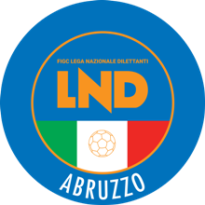 FIGC LEGA NAZIONALE DILETTANTI
LND
ABRUZZO